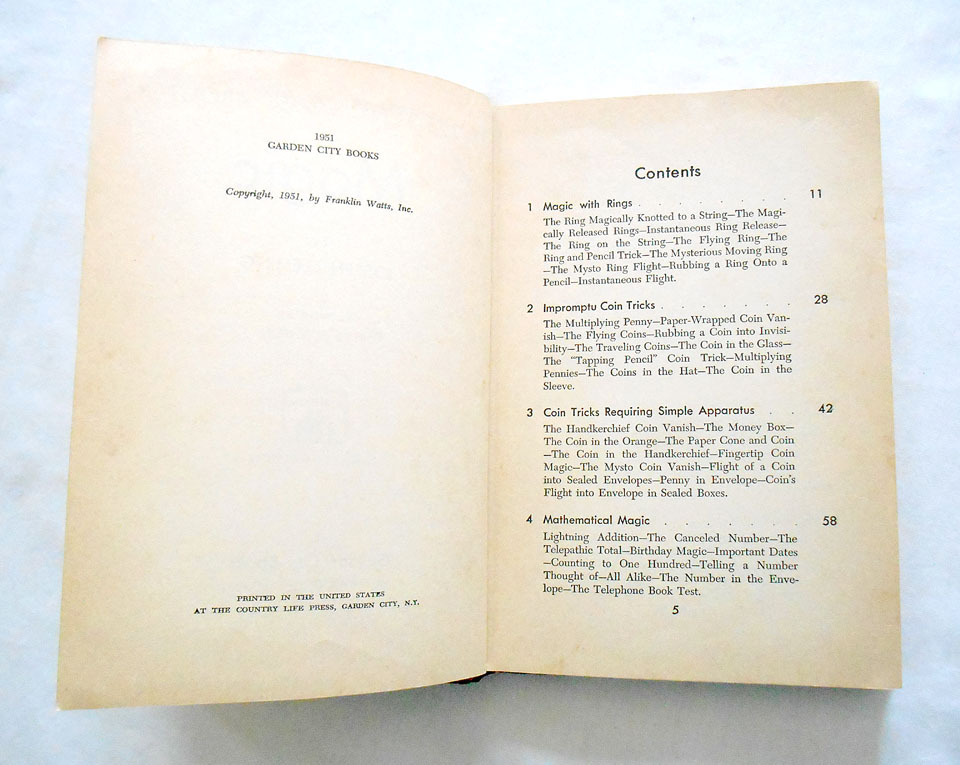 1951
GARDEN CITY BOOKS
Copyright, 1951, by Franklin Watts, Inc.
PRINTED IN THE UNITED STATES
AT THE COUNTRY LIFE PRESS, GARDEN CITY, N.Y.
Contents
1 Magic with Rings . . . . . . . . 11
The Ring Magically Knotted to a String—The Magi-
cally Released Rings—Instantaneous Ring Release—
The Ring on the String—The Flying Ring—The
Ring and Pencil Trick—The Mysterious Moving Ring
—The Mysto Ring Flight—Rubbing a Ring Onto a
Pencil—Instantaneous Flight.
2 Impromptu Coin Tricks . . . . . . . 28
The Multiplying Penny—Paper-Wrapped Coin Van-
ish—The Flying Coins—Rubbing a Coin into Invisi-
bility—The Traveling Coins—The Coin in the Glass—
The "Tapping Pencil" Coin Trick—Multiplying
Pennies—The Coins in the Hat—The Coin in the
Sleeve.
3 Coin Tricks Requiring Simple Apparatus . . 42
The Handkerchief Coin Vanish—The Money Box—
The Coin in the Orange—The Paper Cone and Coin
—The Coin in the Handkerchief—Fingertip Coin
Magic—The Mysto Coin Vanish—Flight of a Coin
into Sealed Envelopes—Penny in Envelope—Coin's
Flight into Envelope in Sealed Boxes.
4 Mathematical Magic . . . . . . . 58
Lightning Addition—The Canceled Number—The
Telepathic Total—Birthday Magic—Important Dates
—Counting to One Hundred—Telling a Number
Thought of—All Alike—The Number in the Enve-
lope—The Telephone Book Test.
5